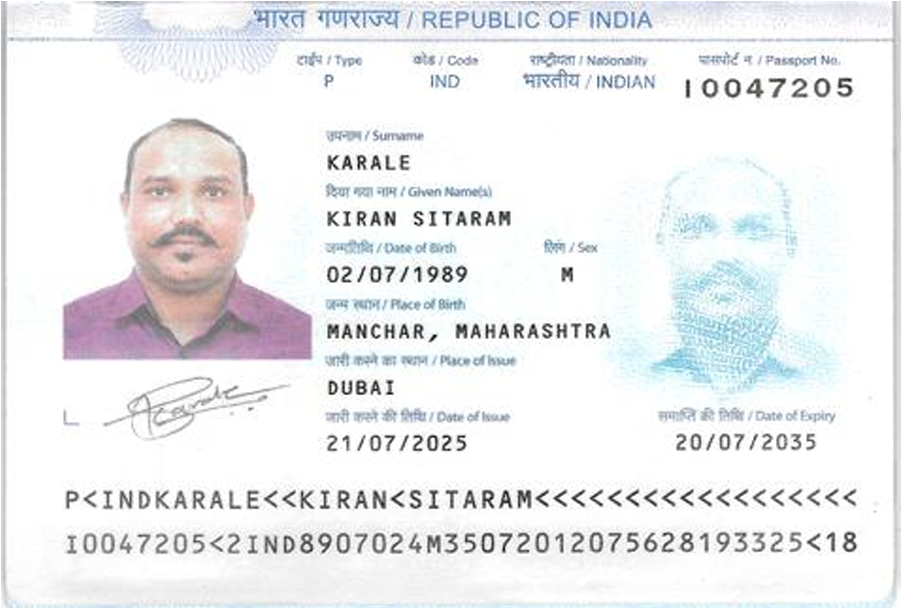 भारत गणराज्य / REPUBLIC OF INDIA
टाईप / Type कोड / Code राष्ट्रीयता / Nationality पासपोर्ट न. / Passport No.
P IND भारतीय / INDIAN I0047205
उपनाम / Surname
KARALE
दिया गया नाम / Given Name(s)
KIRAN SITARAM
जन्मतिथि / Date of Birth लिंग / Sex
02/07/1989 M
जन्म स्थान / Place of Birth
MANCHAR, MAHARASHTRA
जारी करने का स्थान / Place of Issue
DUBAI
जारी करने की तिथि / Date of Issue समाप्ति की तिथि / Date of Expiry
21/07/2025 20/07/2035
P<INDKARALE<<KIRAN<SITARAM<<<<<<<<<<<<<<<<<<
I0047205<2IND8907024M35072012075628193325<18